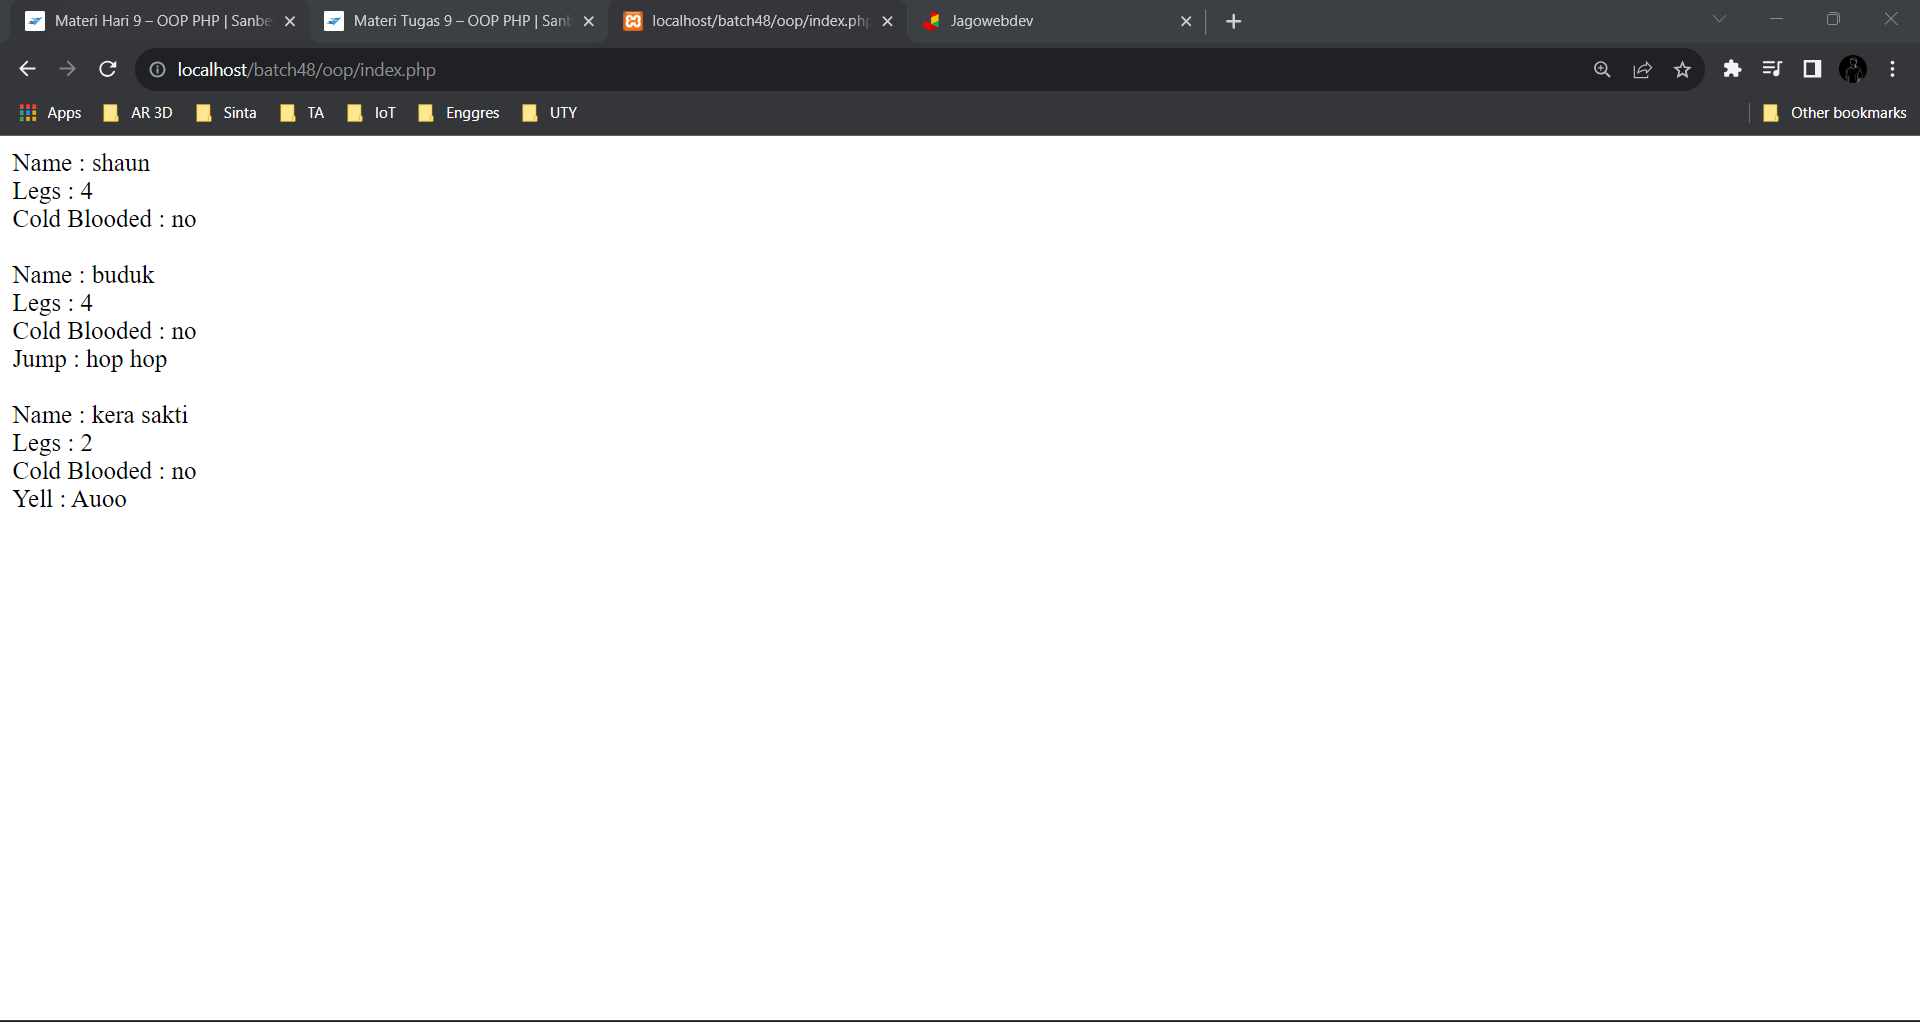 Materi Hari 9 – OOP PHP | Sanbe
Materi Tugas 9 – OOP PHP | Sanb
localhost/batch48/oop/index.php
Jagowebdev
localhost/batch48/oop/index.php
Apps
AR 3D
Sinta
TA
IoT
Enggres
UTY
Other bookmarks
Name : shaun
Legs : 4
Cold Blooded : no
Name : buduk
Legs : 4
Cold Blooded : no
Jump : hop hop
Name : kera sakti
Legs : 2
Cold Blooded : no
Yell : Auoo